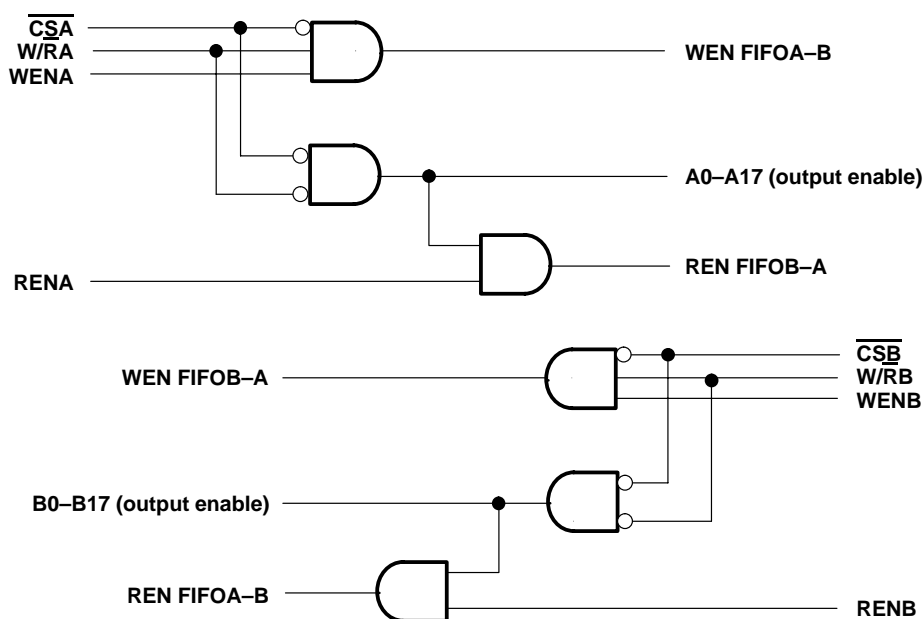 CSA
W/RA
WENA
WEN FIFOA–B
A0–A17 (output enable)
RENA
REN FIFOB–A
WEN FIFOB–A
CSB
W/RB
WENB
B0–B17 (output enable)
REN FIFOA–B
RENB